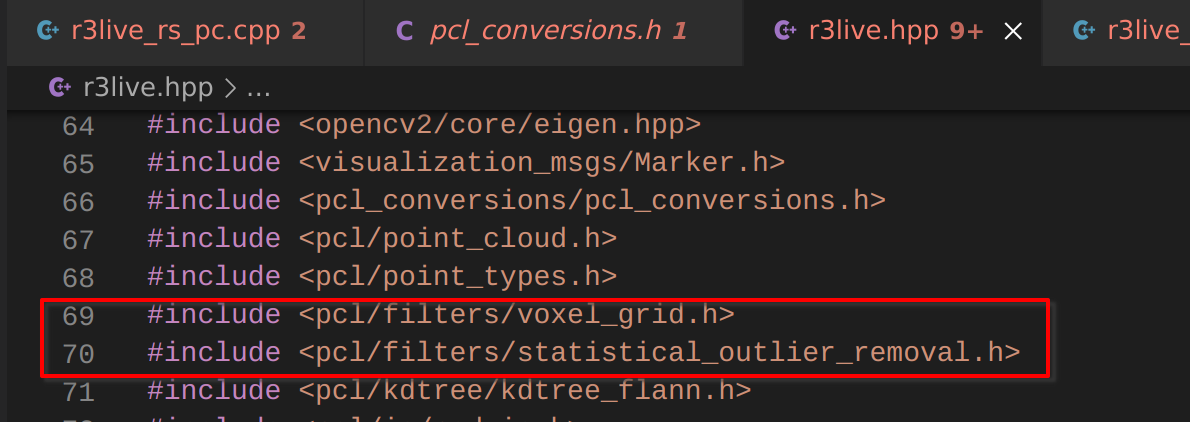 r3live_rs_pc.cpp 2 pcl_conversions.h 1 r3live.hpp 9+ r3live_
r3live.hpp > ...
64 #include <opencv2/core/eigen.hpp>
65 #include <visualization_msgs/Marker.h>
66 #include <pcl_conversions/pcl_conversions.h>
67 #include <pcl/point_cloud.h>
68 #include <pcl/point_types.h>
69 #include <pcl/filters/voxel_grid.h>
70 #include <pcl/filters/statistical_outlier_removal.h>
71 #include <pcl/kdtree/kdtree_flann.h>